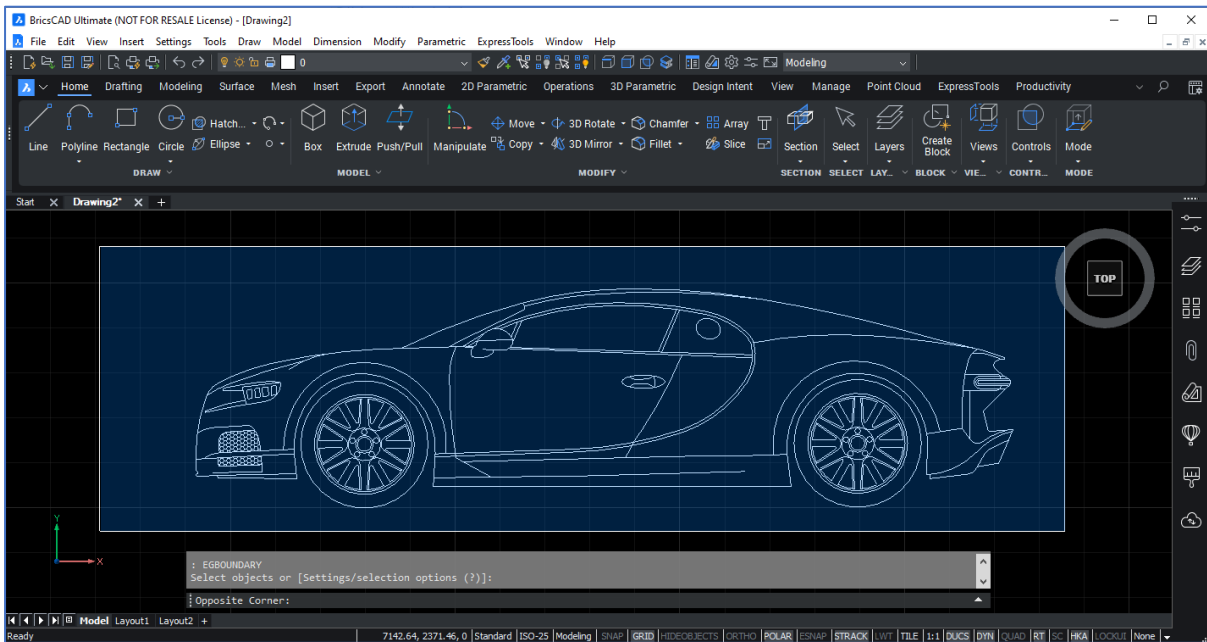 BricsCAD Ultimate (NOT FOR RESALE License) - [Drawing2]
File Edit View Insert Settings Tools Draw Model Dimension Modify Parametric ExpressTools Window Help
0 Modeling
Home Drafting Modeling Surface Mesh Insert Export Annotate 2D Parametric Operations 3D Parametric Design Intent View Manage Point Cloud ExpressTools Productivity
Hatch... Move 3D Rotate Chamfer Array
Line Polyline Rectangle Circle Ellipse Box Extrude Push/Pull Manipulate Copy 3D Mirror Fillet Slice Section Select Layers Create Block Views Controls Mode
DRAW MODEL MODIFY SECTION SELECT LAY... BLOCK VIE... CONTR... MODE
Start Drawing2*
TOP
Y
X
: EGBOUNDARY
Select objects or [Settings/selection options (?)]:
Opposite Corner:
Model Layout1 Layout2 +
Ready 7142.64, 2371.46, 0 Standard ISO-25 Modeling SNAP GRID HIDEOBJECTS ORTHO POLAR ESNAP STRACK LWT TILE 1:1 DUCS DYN QUAD RT SC HKA LOCKUI None